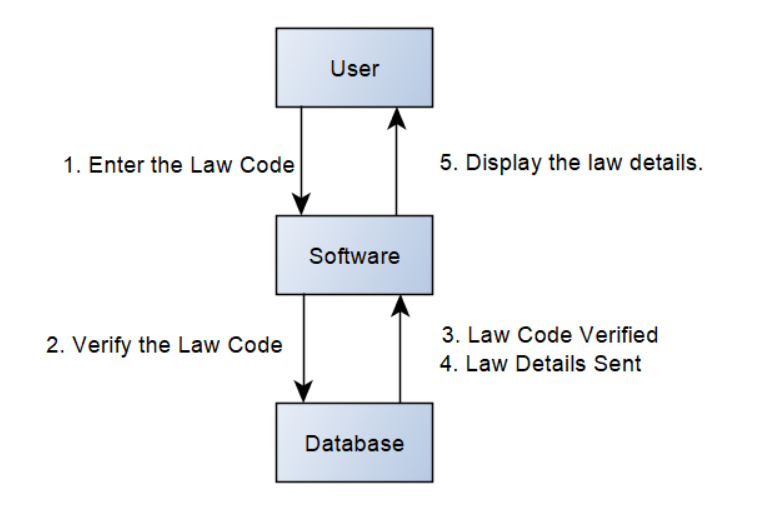 User
1. Enter the Law Code
5. Display the law details.
Software
2. Verify the Law Code
3. Law Code Verified
4. Law Details Sent
Database